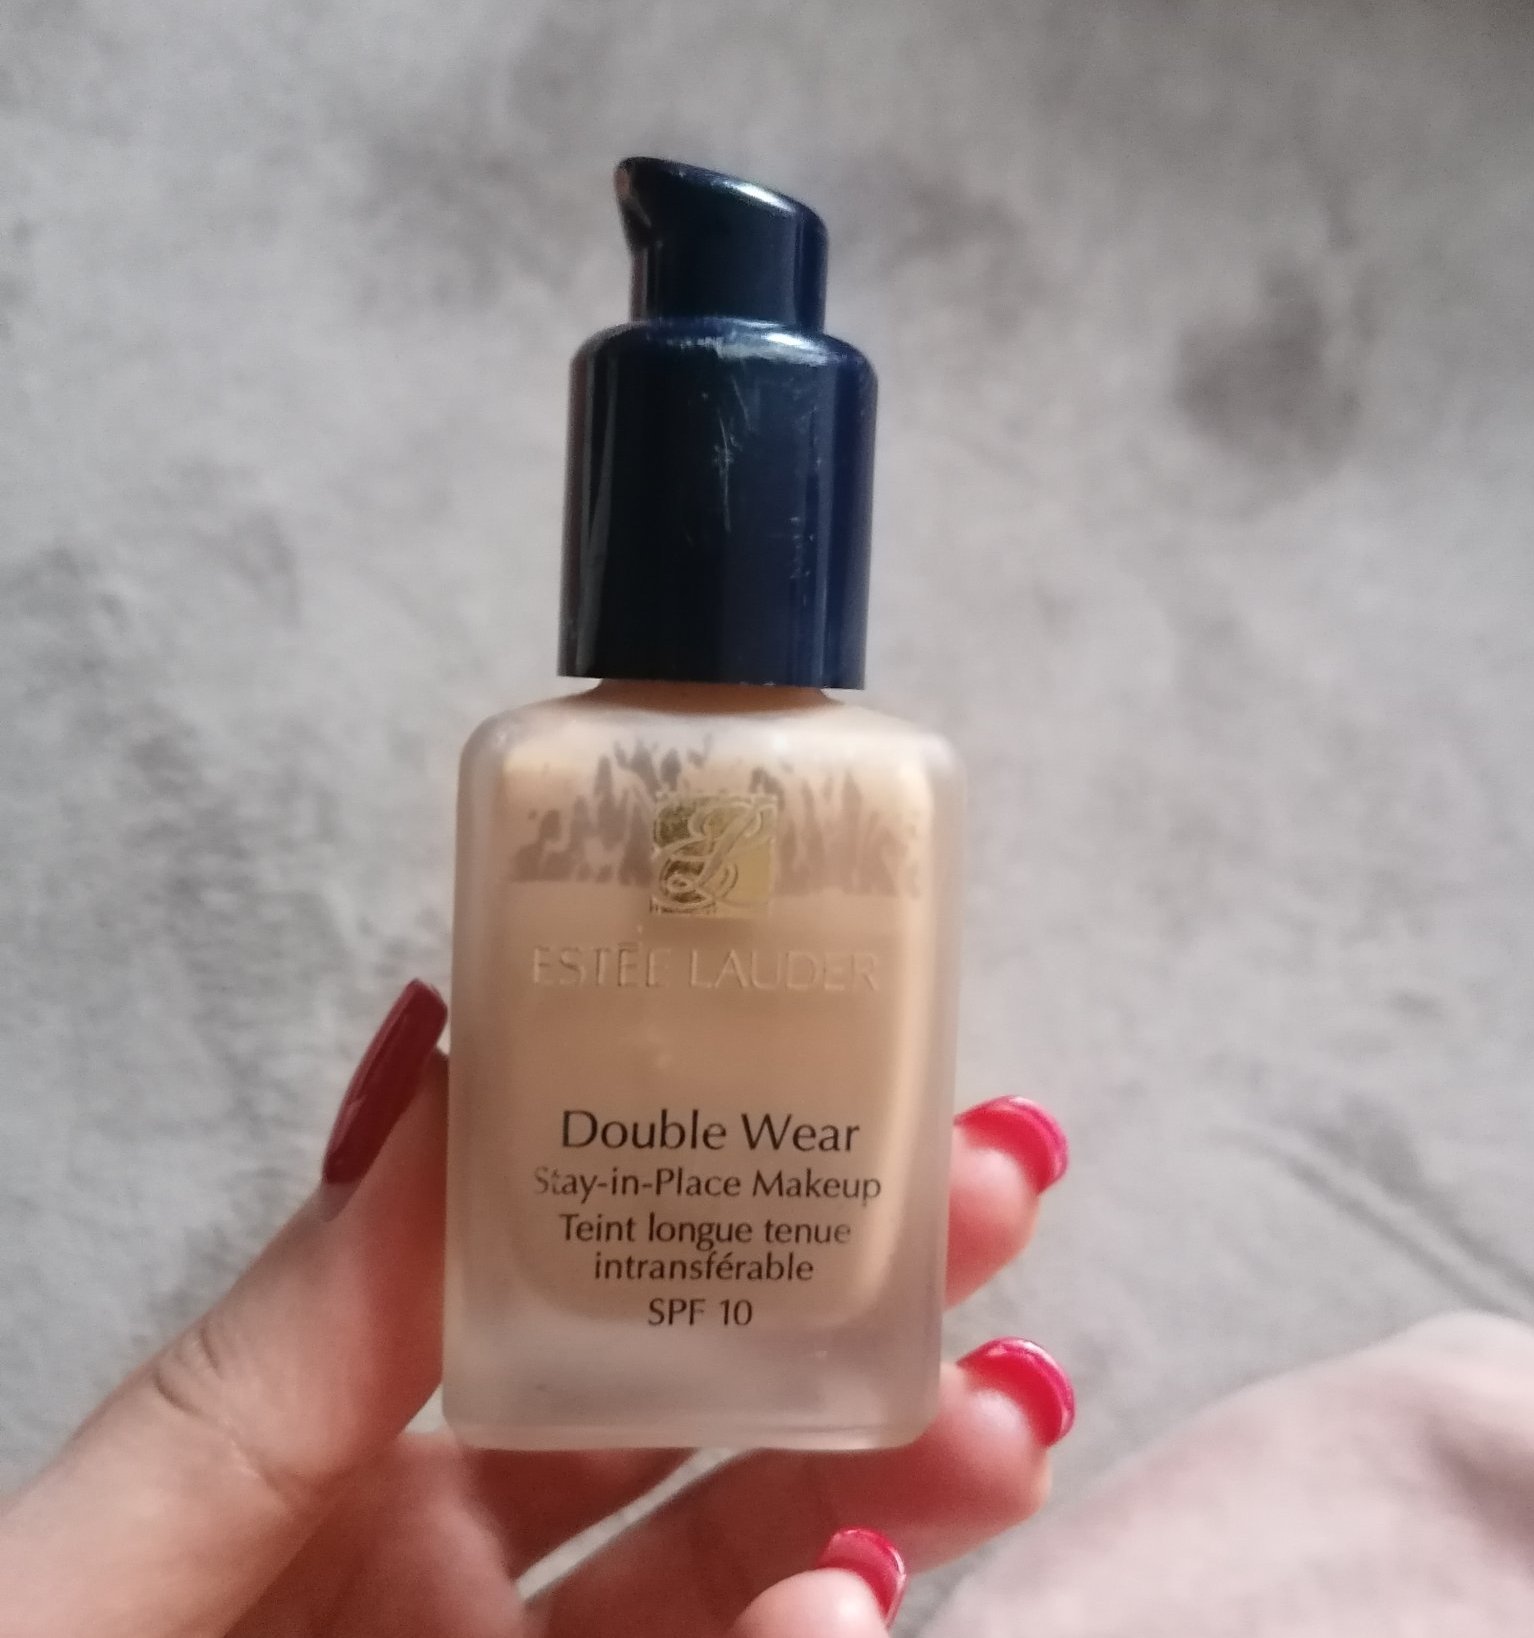 ESTĒE LAUDER
Double Wear
Stay-in-Place Makeup
Teint longue tenue
intransférable
SPF 10